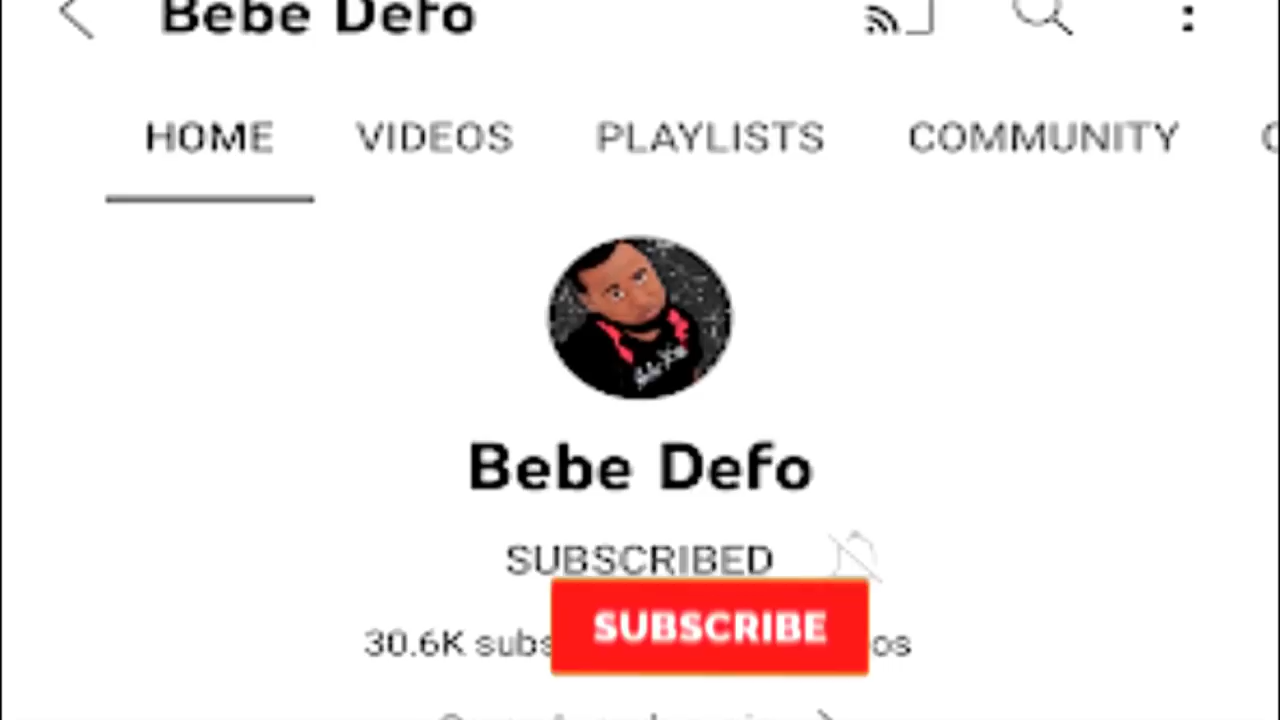 Bebe Defo
HOME VIDEOS PLAYLISTS COMMUNITY
Bebe Defo
SUBSCRIBED
SUBSCRIBE
30.6K subs